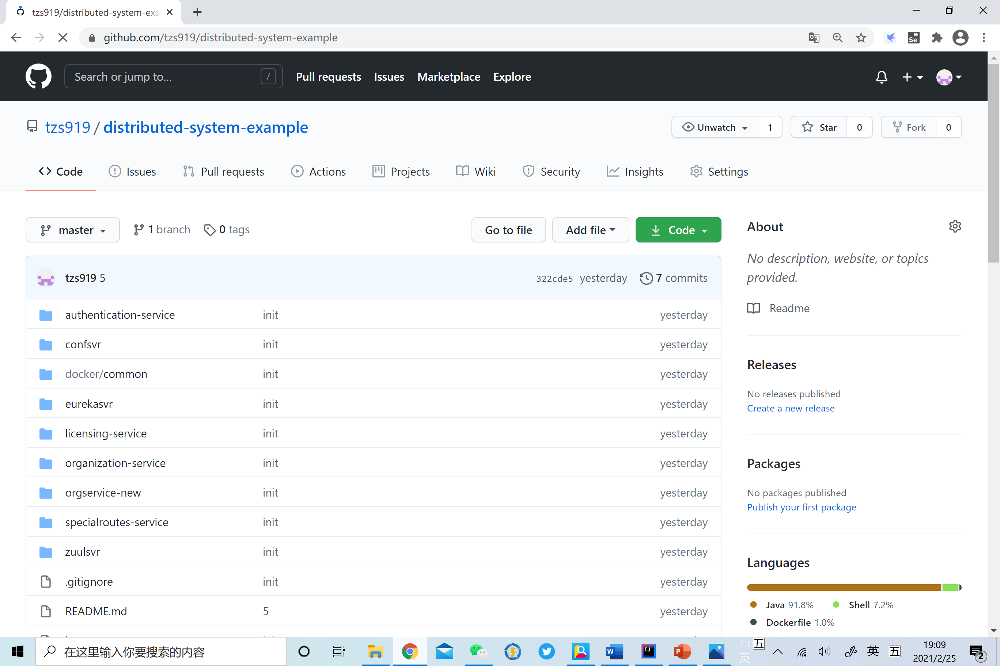 tzs919/distributed-system-exa
github.com/tzs919/distributed-system-example
Se
Search or jump to…
/
Pull requests Issues Marketplace Explore
tzs919 / distributed-system-example
Unwatch 1 Star 0 Fork 0
Code Issues Pull requests Actions Projects Wiki Security Insights Settings
master 1 branch 0 tags Go to file Add file Code
tzs919 5 322cde5 yesterday 7 commits
authentication-service init yesterday
confsvr init yesterday
docker/common init yesterday
eurekasvr init yesterday
licensing-service init yesterday
organization-service init yesterday
orgservice-new init yesterday
specialroutes-service init yesterday
zuulsvr init yesterday
.gitignore init yesterday
README.md 5 yesterday
About
No description, website, or topics
provided.
Readme
Releases
No releases published
Create a new release
Packages
No packages published
Publish your first package
Languages
Java 91.8% Shell 7.2%
Dockerfile 1.0%
在这里输入你要搜索的内容
W
IJ
P
CH
五
英
英
五
19:09
2021/2/25
2